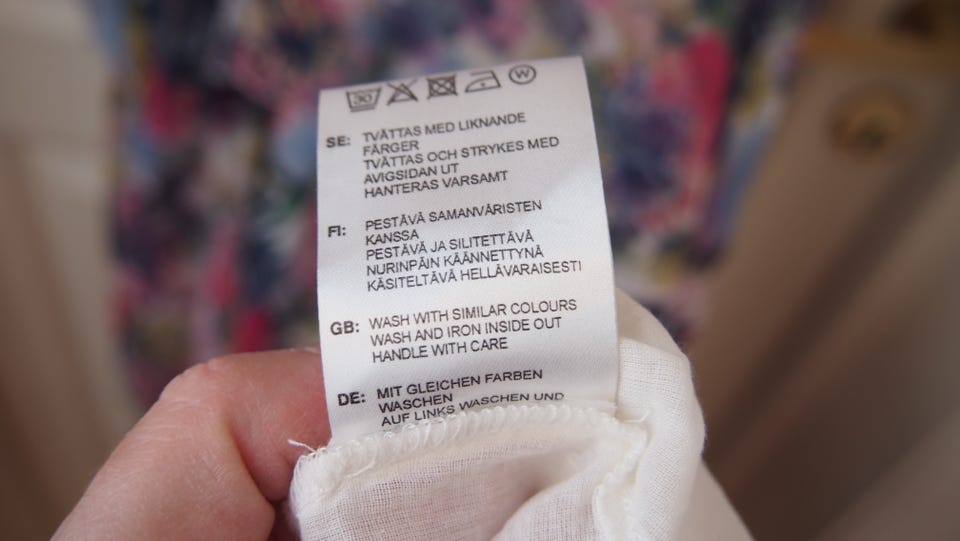 30 W
SE: TVÄTTAS MED LIKNANDE
FÄRGER
TVÄTTAS OCH STRYKES MED
AVIGSIDAN UT
HANTERAS VARSAMT
FI: PESTÄVÄ SAMANVÄRISTEN
KANSSA
PESTÄVÄ JA SILITETTÄVÄ
NURINPÄIN KÄÄNNETTYNÄ
KÄSITELTÄVÄ HELLÄVARAISESTI
GB: WASH WITH SIMILAR COLOURS
WASH AND IRON INSIDE OUT
HANDLE WITH CARE
DE: MIT GLEICHEN FARBEN
WASCHEN
AUF LINKS WASCHEN UND